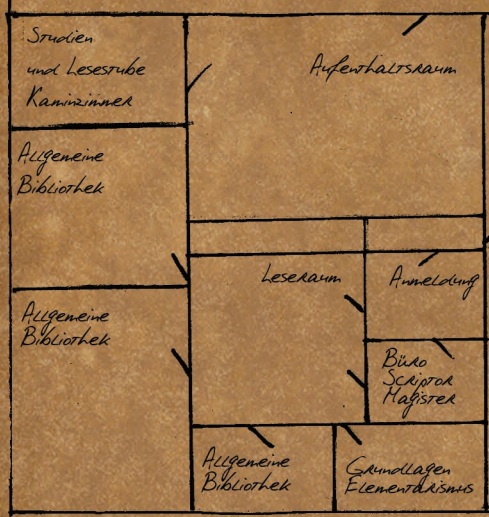 Studien
und Lesestube
Kaminzimmer
Aufenthaltsraum
Allgemeine
Bibliothek
Leseraum
Anmeldung
Allgemeine
Bibliothek
Büro
Scriptor
Magister
Allgemeine
Bibliothek
Grundlagen
Elementarismus